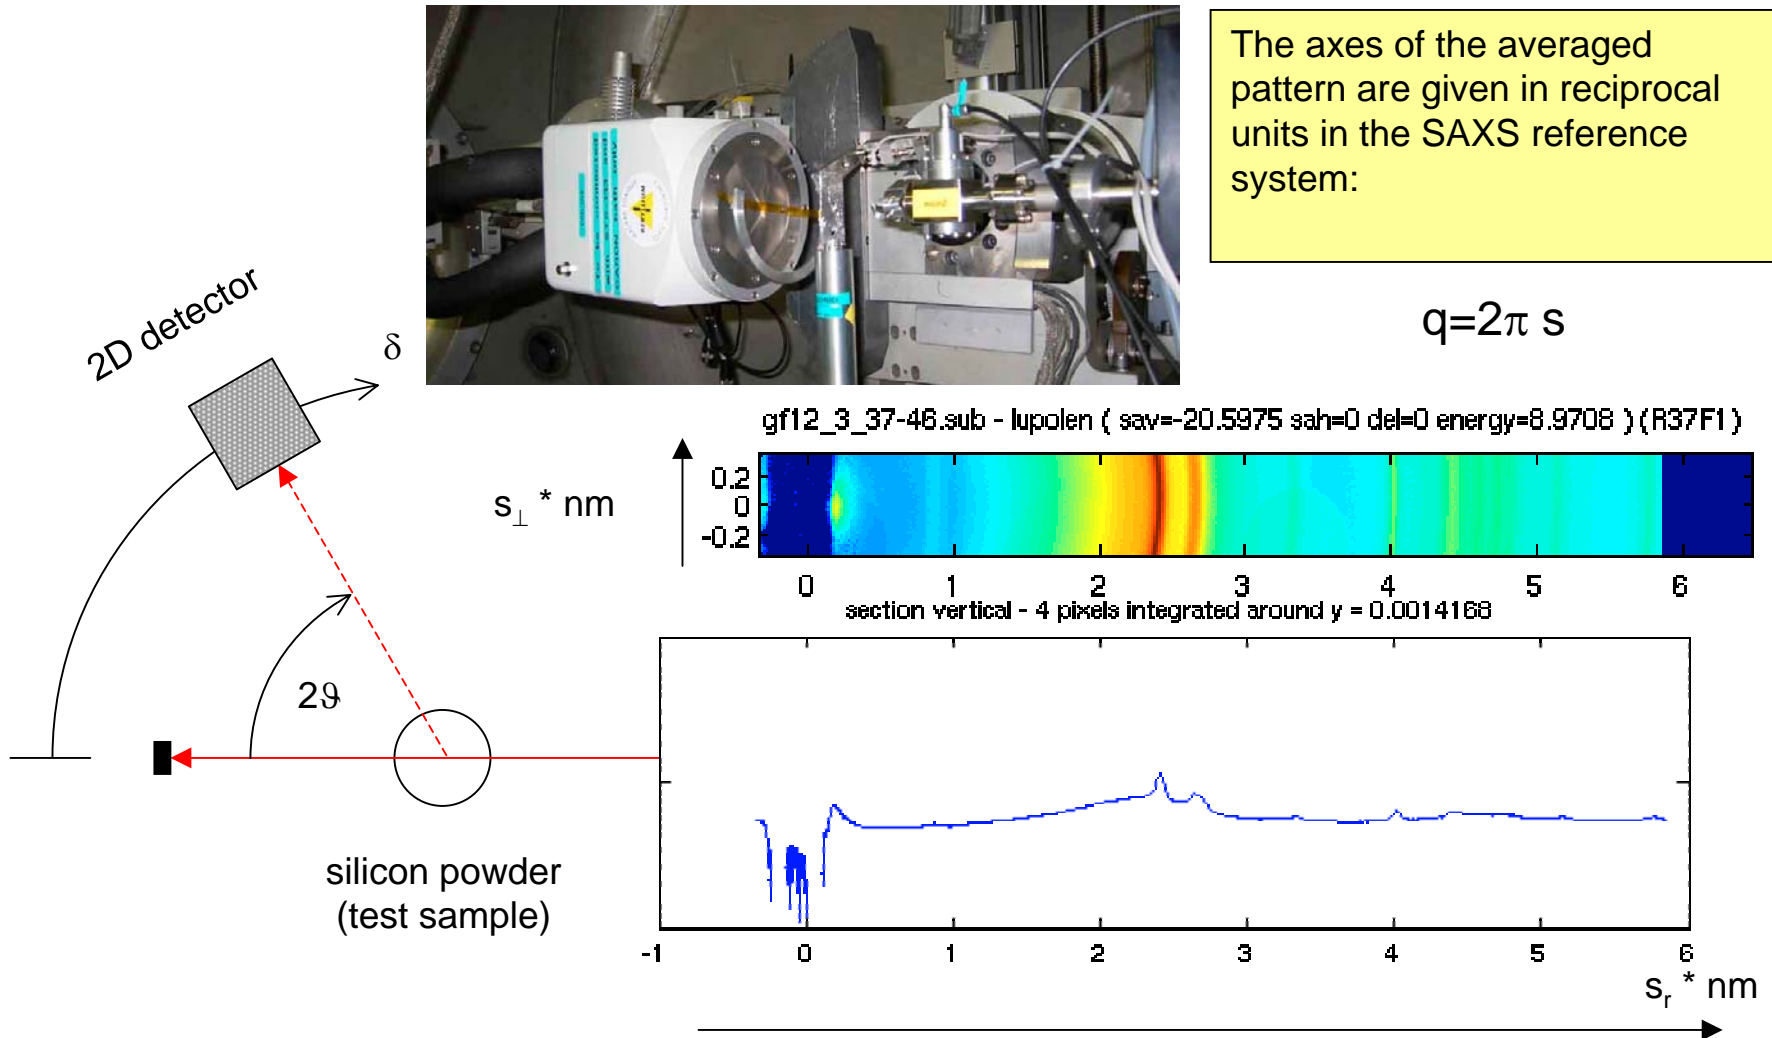 The axes of the averaged
pattern are given in reciprocal
units in the SAXS reference
system:
q=2π s
2D detector
δ
gf12_3_37-46.sub - lupolen ( sav=-20.5975 sah=0 del=0 energy=8.9708 ) (R37F1)
s⊥ * nm
0.2
0
-0.2
0 1 2 3 4 5 6
section vertical - 4 pixels integrated around y = 0.0014168
2ϑ
silicon powder
(test sample)
-1 0 1 2 3 4 5 6
sr * nm